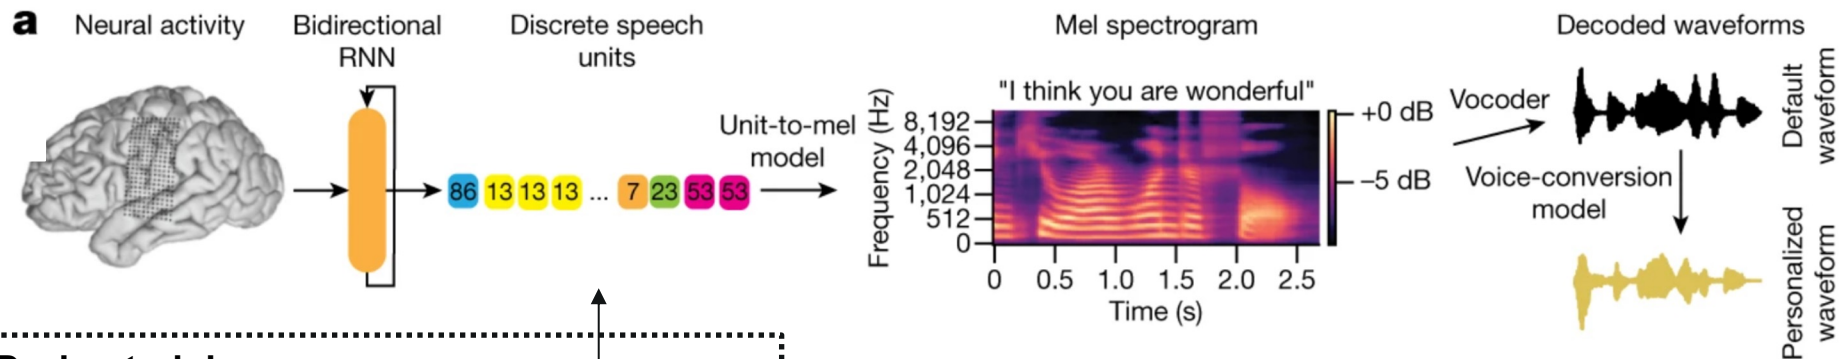 a
Neural activity
Bidirectional
RNN
Discrete speech
units
Mel spectrogram
Decoded waveforms
86 13 13 13 ... 7 23 53 53
Unit-to-mel
model
"I think you are wonderful"
Frequency (Hz)
8,192
4,096
2,048
1,024
512
0
0 0.5 1.0 1.5 2.0 2.5
Time (s)
+0 dB
–5 dB
Vocoder
Voice-conversion
model
Default
waveform
Personalized
waveform